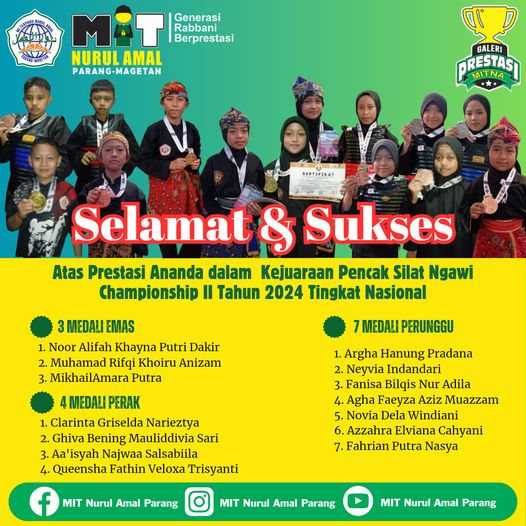 MIT
NURUL AMAL
PARANG-MAGETAN
Generasi
Rabbani
Berprestasi
GALERI
PRESTASI
MITNA
SERTIFIKAT
Selamat & Sukses
Atas Prestasi Ananda dalam Kejuaraan Pencak Silat Ngawi
Championship II Tahun 2024 Tingkat Nasional
3 MEDALI EMAS
1. Noor Alifah Khayna Putri Dakir
2. Muhamad Rifqi Khoiru Anizam
3. MikhailAmara Putra
4 MEDALI PERAK
1. Clarinta Griselda Narieztya
2. Ghiva Bening Mauliddivia Sari
3. Aa'isyah Najwaa Salsabiila
4. Queensha Fathin Veloxa Trisyanti
7 MEDALI PERUNGGU
1. Argha Hanung Pradana
2. Neyvia Indandari
3. Fanisa Bilqis Nur Adila
4. Agha Faeyza Aziz Muazzam
5. Novia Dela Windiani
6. Azzahra Elviana Cahyani
7. Fahrian Putra Nasya
MIT Nurul Amal Parang
MIT Nurul Amal Parang
MIT Nurul Amal Parang